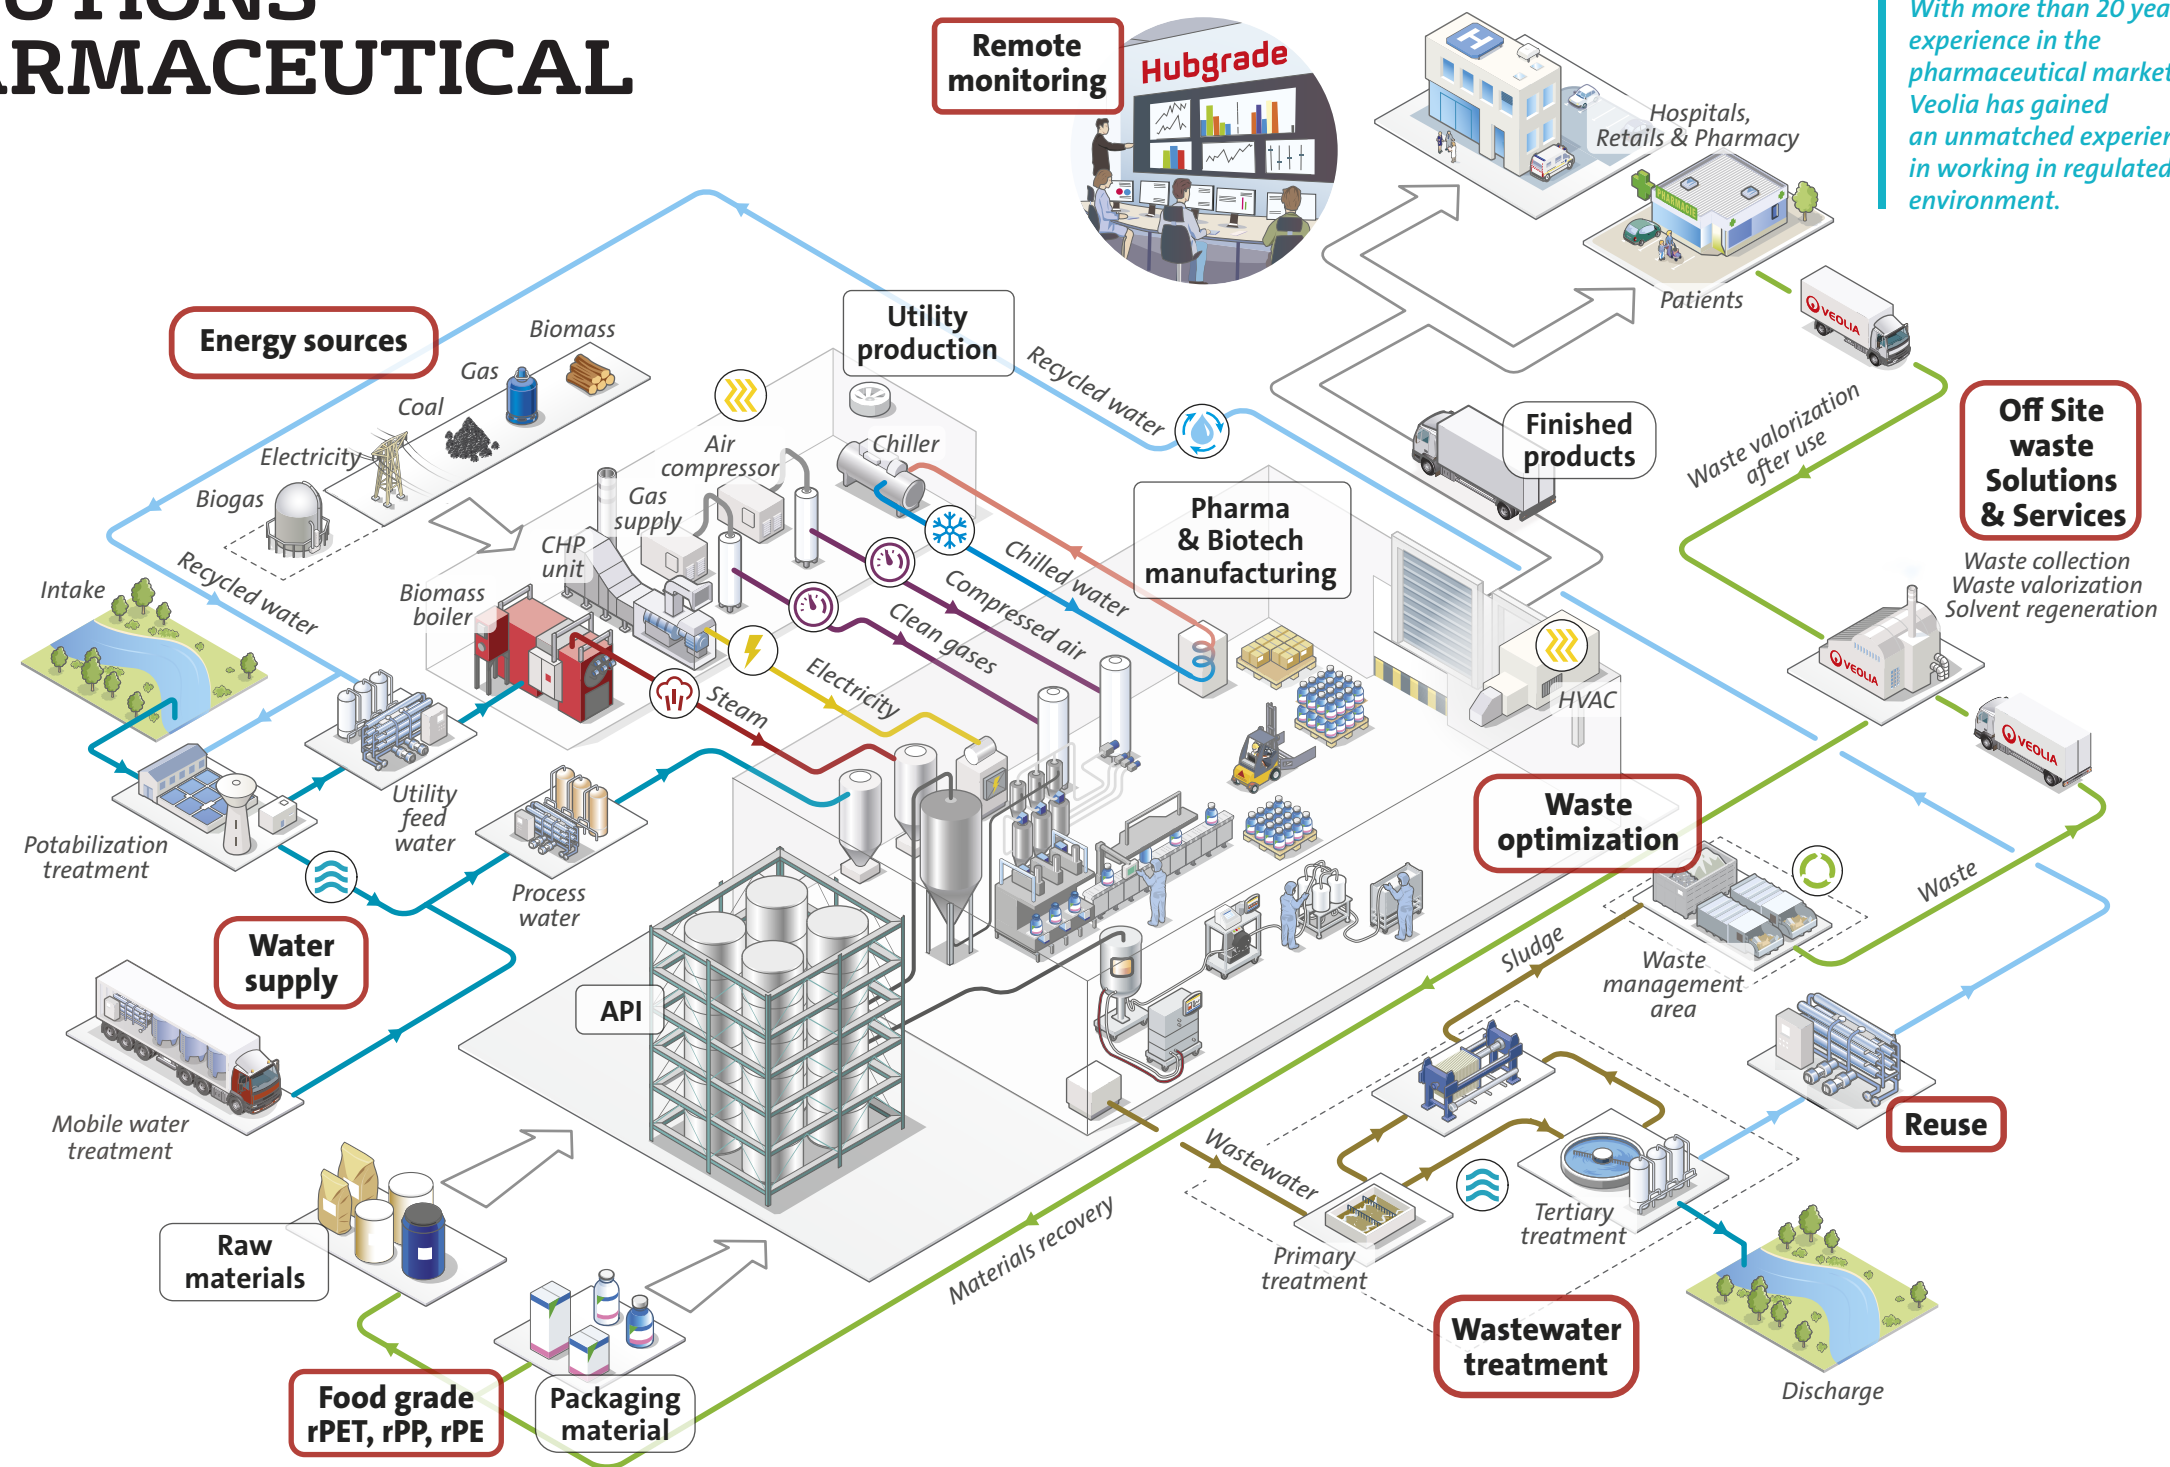 ARMACEUTICAL
Remote
monitoring
Hubgrade
With more than 20
experience in the
pharmaceutical market
Veolia has gained
an unmatched
in working in regulated
environment.
Hospitals,
Retails & Pharmacy
PHARMACIE
Patients
VEOLIA
Energy sources
Biomass
Gas
Coal
Electricity
Biogas
Utility
production
Recycled water
Finished
products
Waste valorization
after use
Off Site
waste
Solutions
& Services
Waste collection
Waste valorization
Solvent regeneration
VEOLIA
VEOLIA
Air
compressor
Chiller
Gas
supply
CHP
unit
Biomass
boiler
Chilled water
Compressed air
Clean gases
Electricity
Steam
Pharma
& Biotech
manufacturing
HVAC
Intake
Recycled water
Potabilization
treatment
Utility
feed
water
Process
water
Water
supply
Mobile water
treatment
API
Waste
optimization
Waste
Waste
management
area
Sludge
Reuse
Wastewater
Primary
treatment
Tertiary
treatment
Wastewater
treatment
Discharge
Materials recovery
Raw
materials
Food grade
rPET, rPP, rPE
Packaging
material